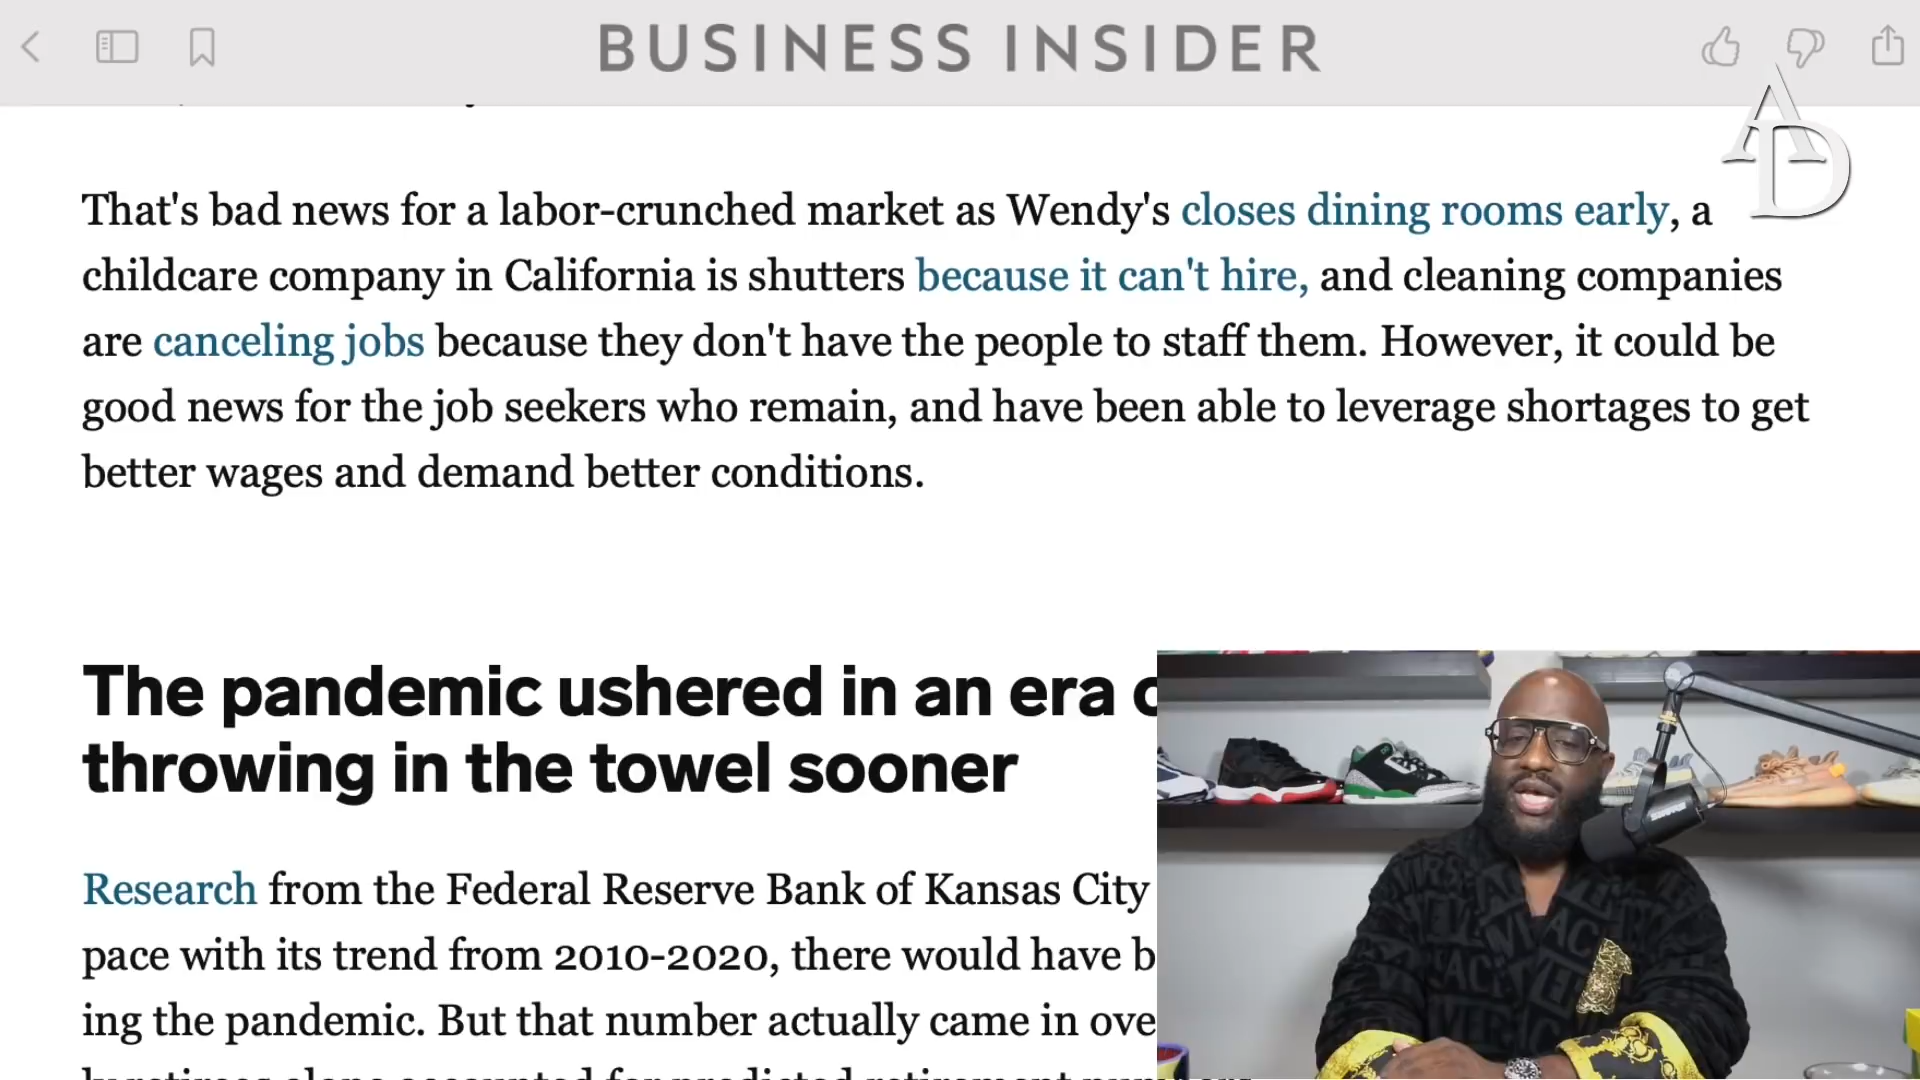 BUSINESS INSIDER
AD
That's bad news for a labor-crunched market as Wendy's closes dining rooms early, a
childcare company in California is shutters because it can't hire, and cleaning companies
are canceling jobs because they don't have the people to staff them. However, it could be
good news for the job seekers who remain, and have been able to leverage shortages to get
better wages and demand better conditions.
The pandemic ushered in an era
throwing in the towel sooner
Research from the Federal Reserve Bank of Kansas City
pace with its trend from 2010-2020, there would have
ing the pandemic. But that number actually came in